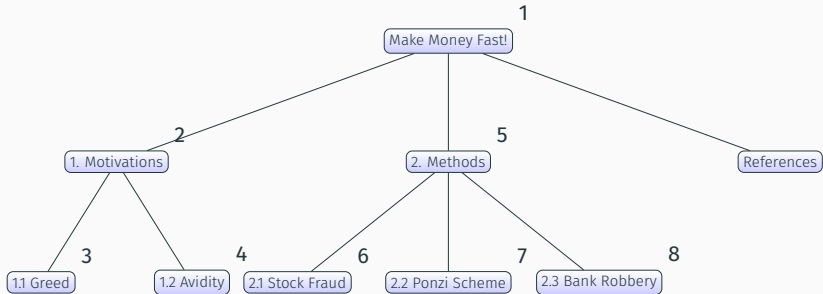 1
Make Money Fast!
2
5
1. Motivations
2. Methods
References
3
4
6
7
8
1.1 Greed
1.2 Avidity
2.1 Stock Fraud
2.2 Ponzi Scheme
2.3 Bank Robbery